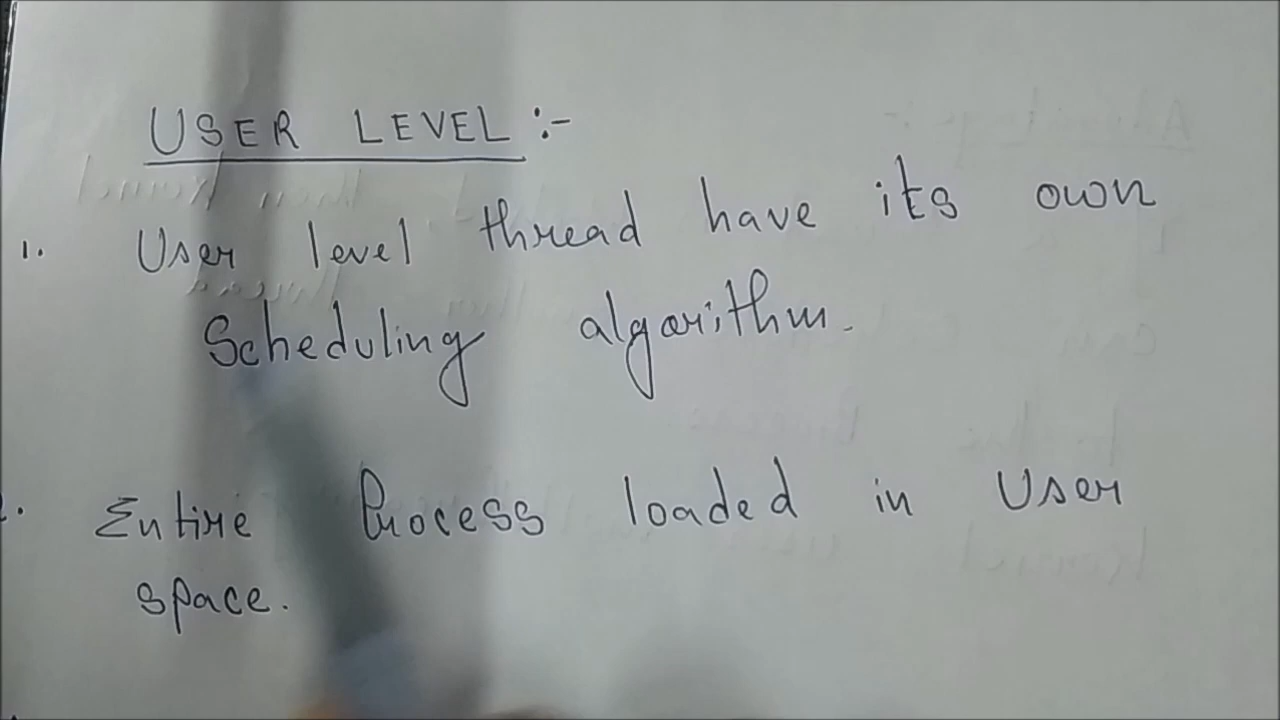 USER LEVEL :-
1. User level thread have its own
Scheduling algorithm.
2. Entire Process loaded in User
space.